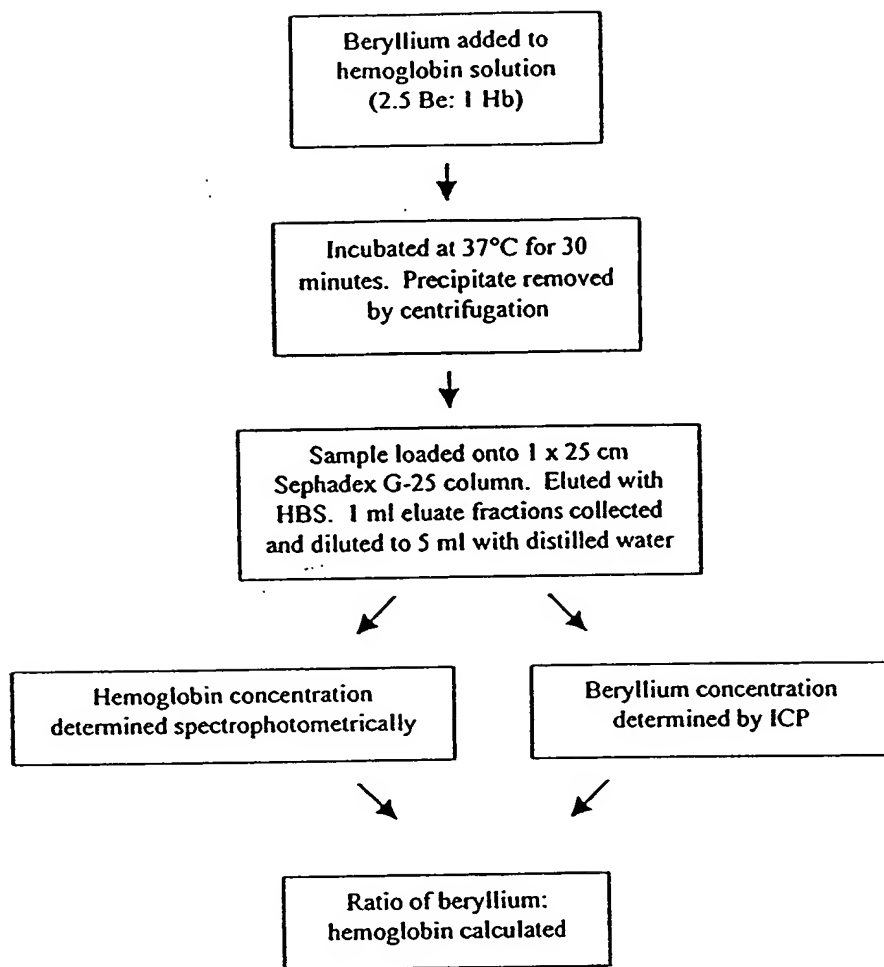 Beryllium added to
hemoglobin solution
(2.5 Be: 1 Hb)
Incubated at 37°C for 30
minutes. Precipitate removed
by centrifugation
Sample loaded onto 1 x 25 cm
Sephadex G-25 column. Eluted with
HBS. 1 ml eluate fractions collected
and diluted to 5 ml with distilled water
Hemoglobin concentration
determined spectrophotometrically
Beryllium concentration
determined by ICP
Ratio of beryllium:
hemoglobin calculated